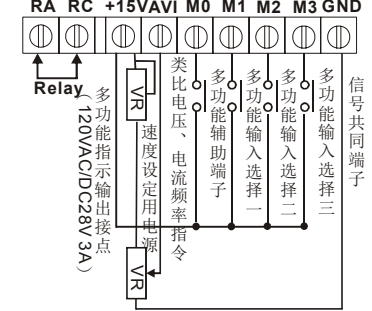 RA RC +15V AVI M0 M1 M2 M3 GND
Relay
多功能指示输出接点
(120VAC/DC28V 3A)
VR
速度设定用电源
类比电压、电流频率指令
多功能辅助端子
多功能输入选择一
多功能输入选择二
多功能输入选择三
信号共同端子
VR